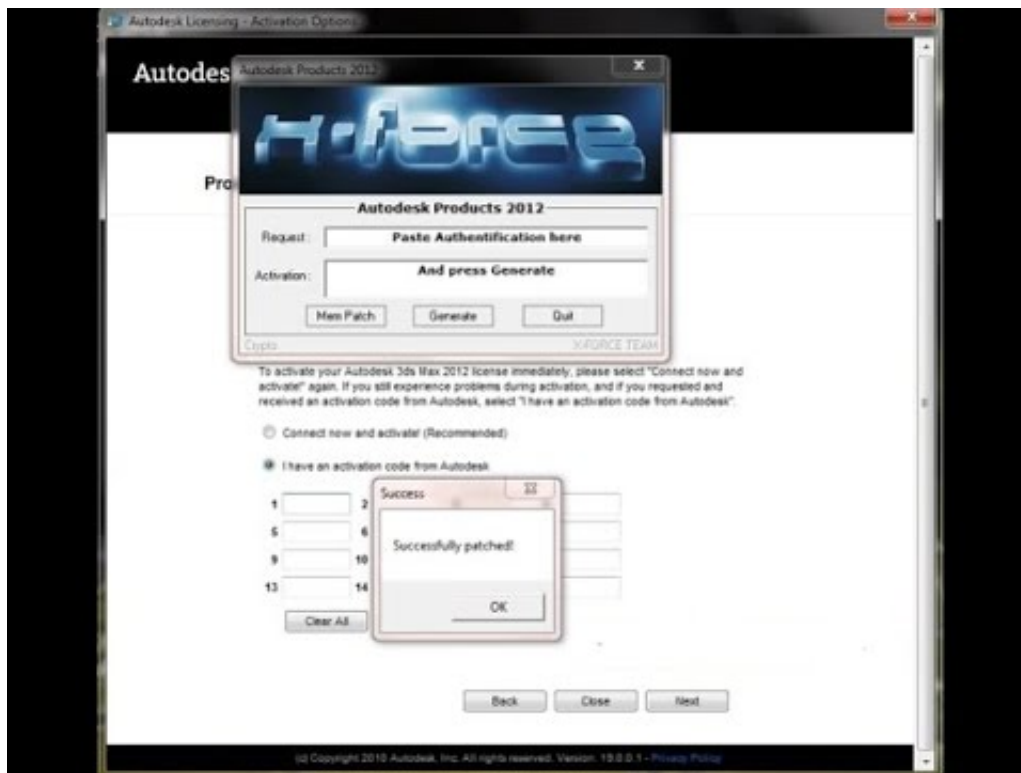 Autodesk Licensing - Activation Options
Autodes
Autodesk Products 2012
X-FORCE
Autodesk Products 2012
Request:
Paste Authentification here
Activation:
And press Generate
Mem Patch
Generate
Quit
X-FORCE TEAM
To activate your Autodesk 3ds Max 2012 license immediately, please select "Connect now and
activate!" again. If you still experience problems during activation, and if you requested and
received an activation code from Autodesk, select "I have an activation code from Autodesk".
Connect now and activate! (Recommended)
I have an activation code from Autodesk
1 2
5 6
9 10
13 14
Success
Successfully patched!
OK
Clear All
Back
Close
Next
(c) Copyright 2010 Autodesk, Inc. All rights reserved. Version: 19.0.0.1 - Privacy Policy